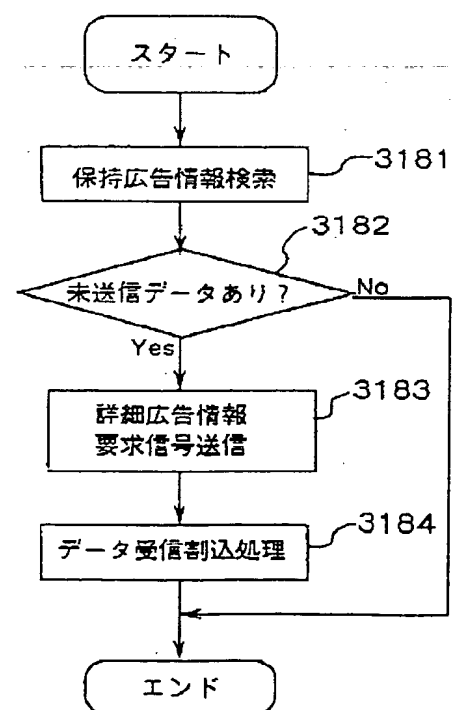 スタート
保持広告情報検索
3181
3182
未送信データあり？
No
Yes
詳細広告情報
要求信号送信
3183
データ受信割込処理
3184
エンド